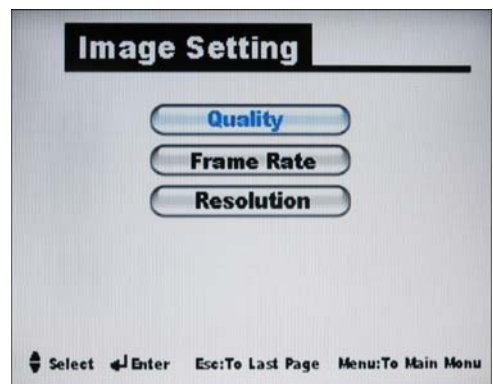 Image Setting
Quality
Frame Rate
Resolution
Select Enter Esc:To Last Page Menu:To Main Monu